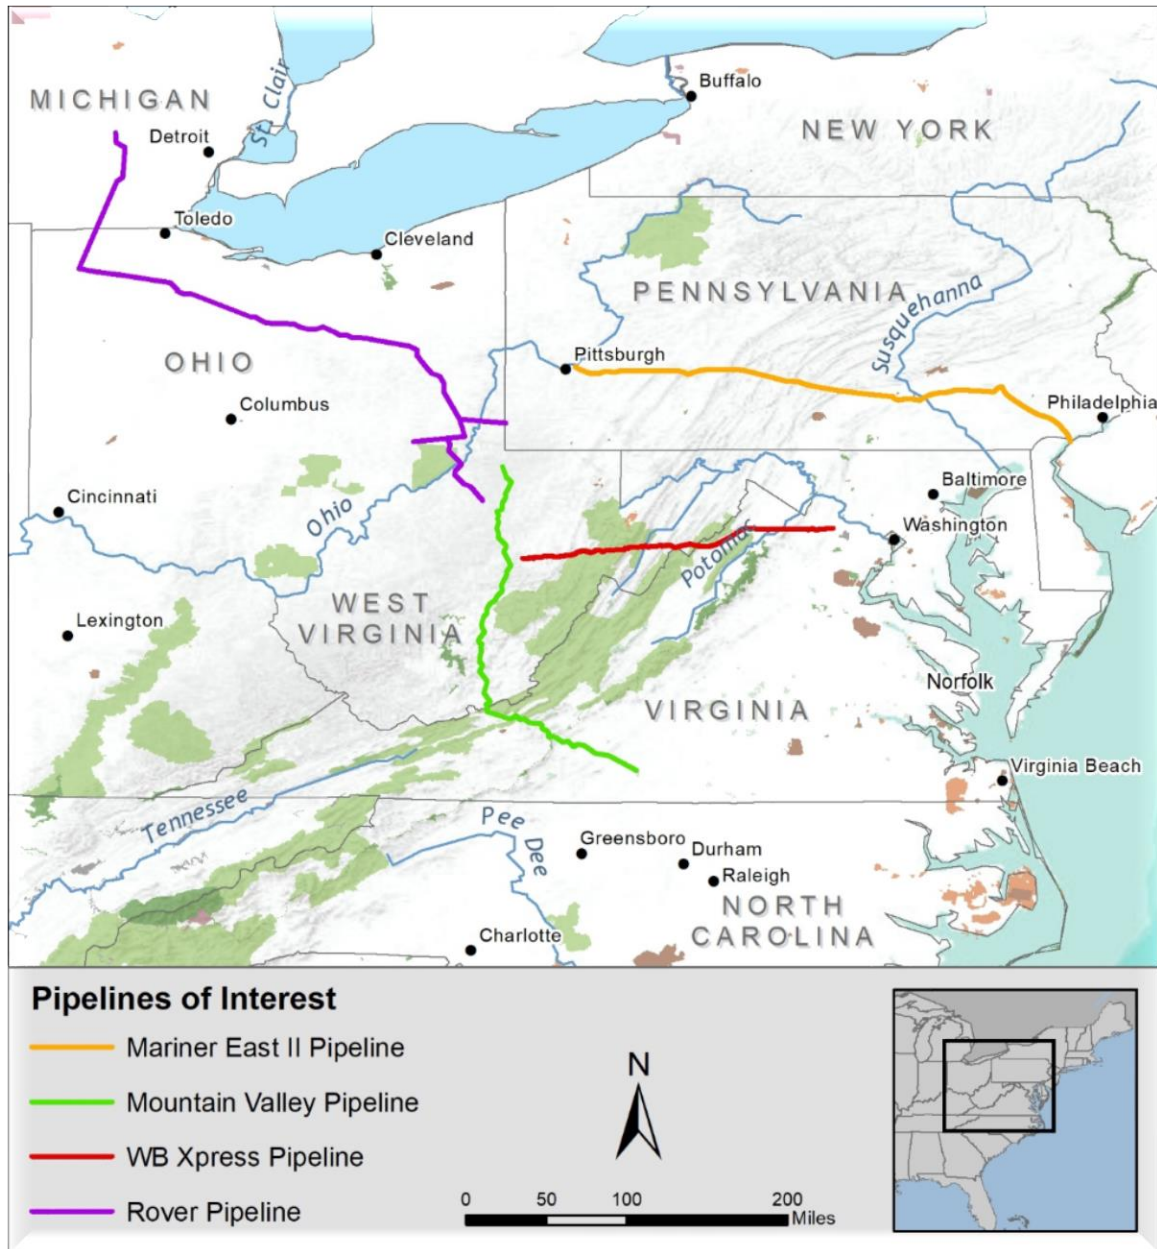 Buffalo
St. Clair
MICHIGAN
Detroit
NEW YORK
Toledo
Cleveland
PENNSYLVANIA
Susquehanna
OHIO
Pittsburgh
Columbus
Philadelphia
Cincinnati
Ohio
Baltimore
Washington
Potomac
WEST
VIRGINIA
Lexington
Norfolk
VIRGINIA
Virginia Beach
Tennessee
Pee Dee
Greensboro
Durham
Raleigh
NORTH
CAROLINA
Charlotte
Pipelines of Interest
Mariner East II Pipeline
Mountain Valley Pipeline
WB Xpress Pipeline
Rover Pipeline
N
0 50 100 200
Miles